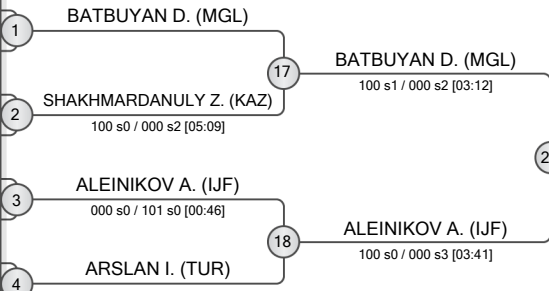 BATBUYAN D. (MGL)
1
17
BATBUYAN D. (MGL)
100 s1 / 000 s2 [03:12]
2
SHAKHMARDANULY Z. (KAZ)
100 s0 / 000 s2 [05:09]
2
3
ALEINIKOV A. (IJF)
000 s0 / 101 s0 [00:46]
18
ALEINIKOV A. (IJF)
100 s0 / 000 s3 [03:41]
4
ARSLAN I. (TUR)